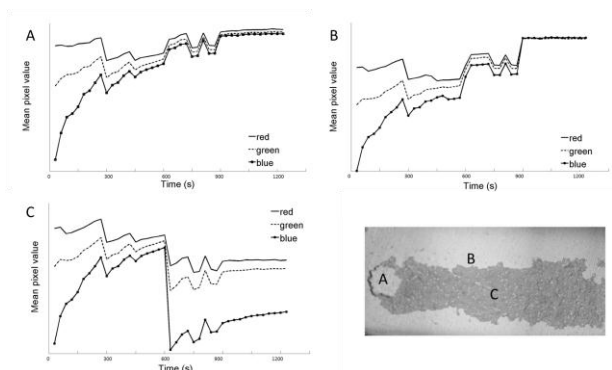 A
Mean pixel value
red
green
blue
0
300
600
900
1200
Time (s)
B
Mean pixel value
red
green
blue
0
300
600
900
1200
Time (s)
C
Mean pixel value
red
green
blue
0
300
600
900
1200
Time (s)
A
B
C